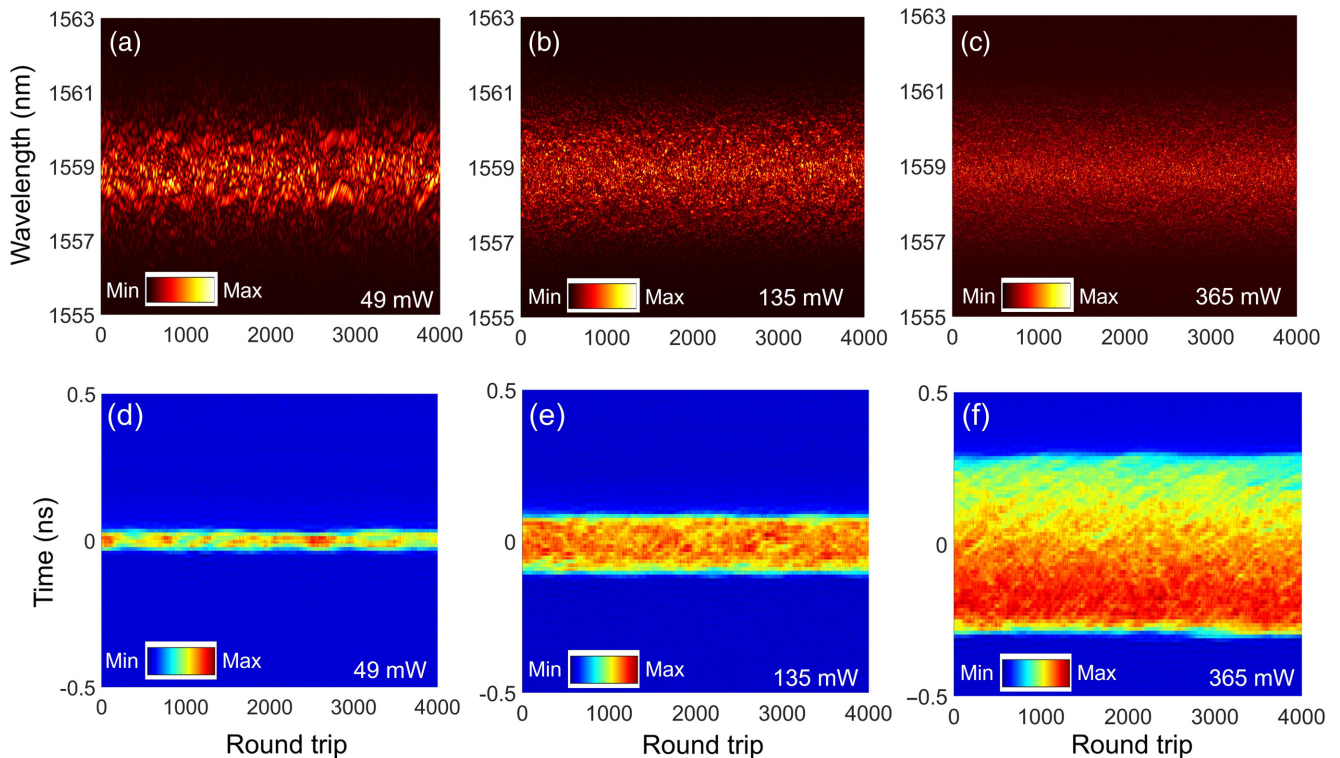 (a)
(b)
(c)
Wavelength (nm)
1563
1561
1559
1557
1555
Min Max 49 mW
0 1000 2000 3000 4000
1563
1561
1559
1557
1555
Min Max 135 mW
0 1000 2000 3000 4000
1563
1561
1559
1557
1555
Min Max 365 mW
0 1000 2000 3000 4000
(d)
(e)
(f)
Time (ns)
0.5
0
-0.5
Min Max 49 mW
0 1000 2000 3000 4000
Round trip
0.5
0
-0.5
Min Max 135 mW
0 1000 2000 3000 4000
Round trip
0.5
0
−0.5
Min Max 365 mW
0 1000 2000 3000 4000
Round trip